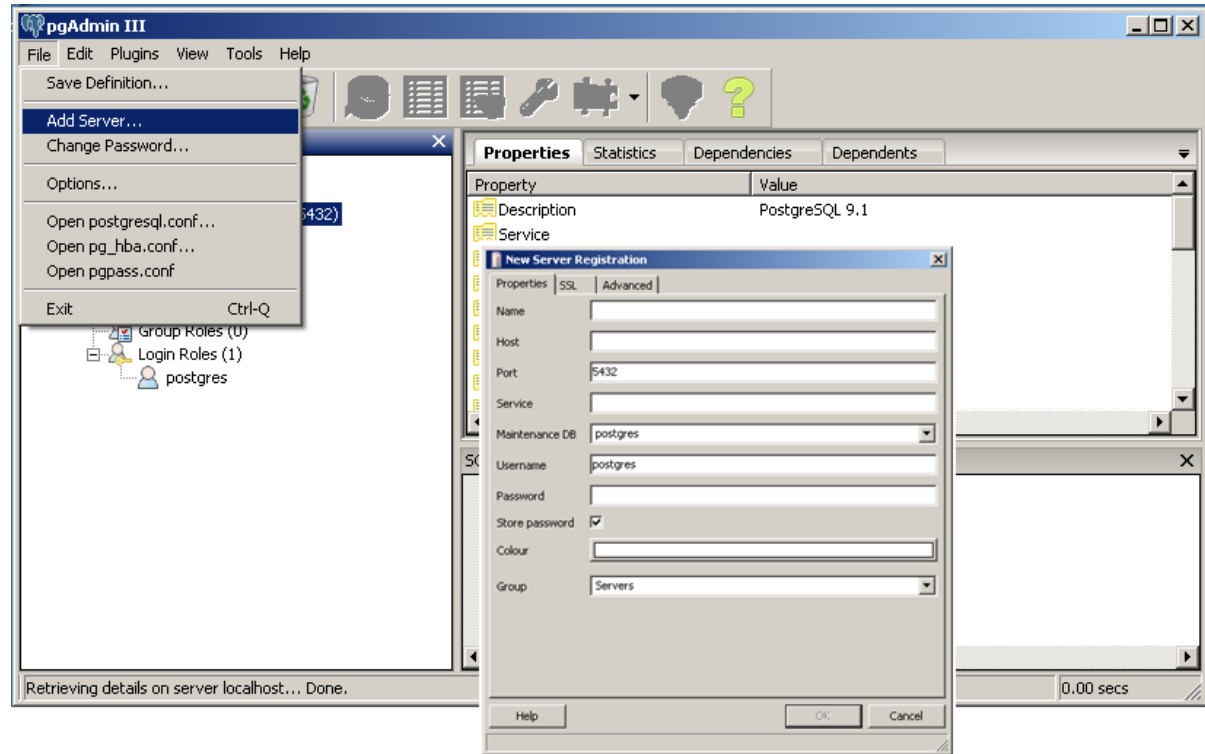 pgAdmin III
File Edit Plugins View Tools Help
Save Definition...
Add Server...
Change Password...
Options...
Open postgresql.conf...
Open pg_hba.conf...
Open pgpass.conf
Exit Ctrl-Q
5432)
Group Roles (0)
Login Roles (1)
postgres
Properties Statistics Dependencies Dependents
Property Value
Description PostgreSQL 9.1
Service
New Server Registration
Properties SSL Advanced
Name
Host
Port 5432
Service
Maintenance DB postgres
Username postgres
Password
Store password
Colour
Group Servers
Help OK Cancel
Retrieving details on server localhost... Done. 0.00 secs